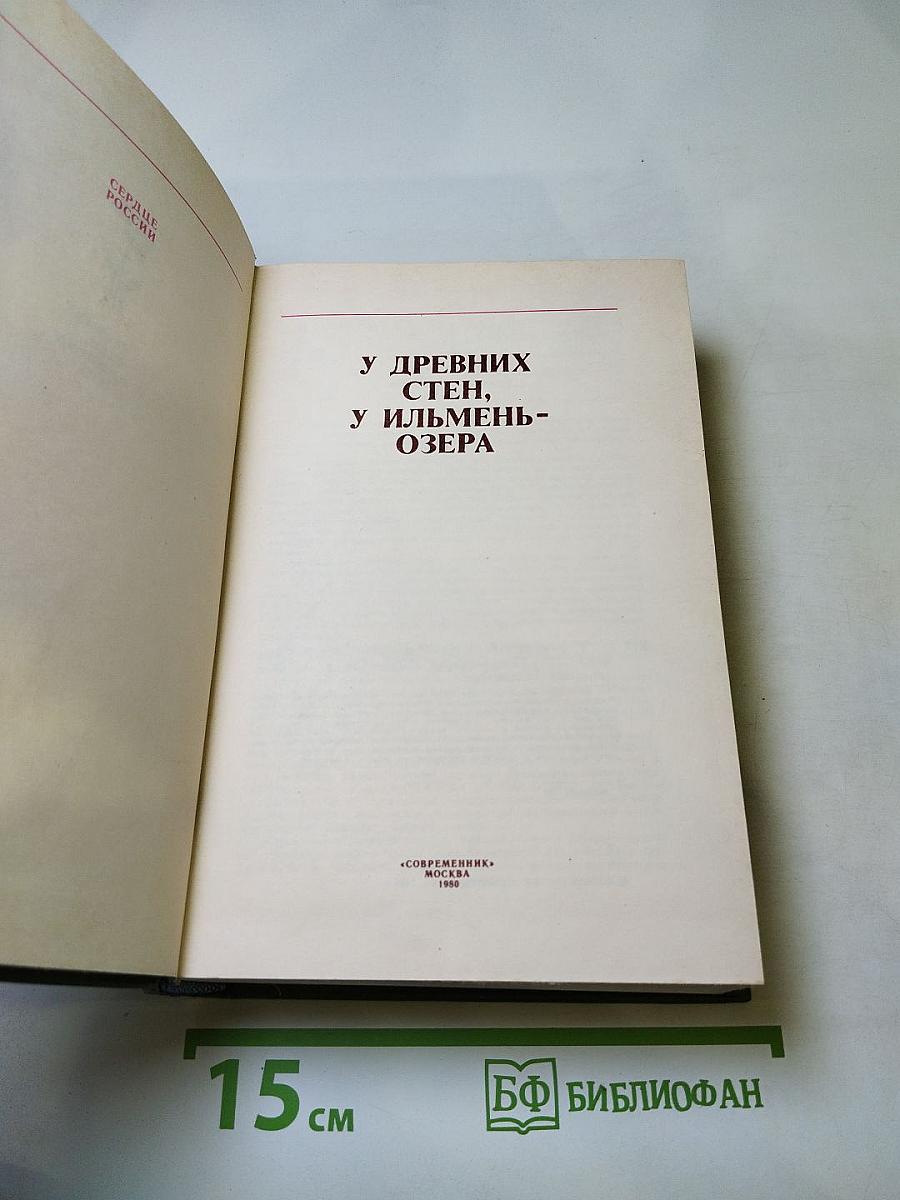 СЕРДЦЕ
РОССИИ
У ДРЕВНИХ
СТЕН,
У ИЛЬМЕНЬ-
ОЗЕРА
«СОВРЕМЕННИК»
МОСКВА
1980
15 см
БФ БИБЛИОФАН